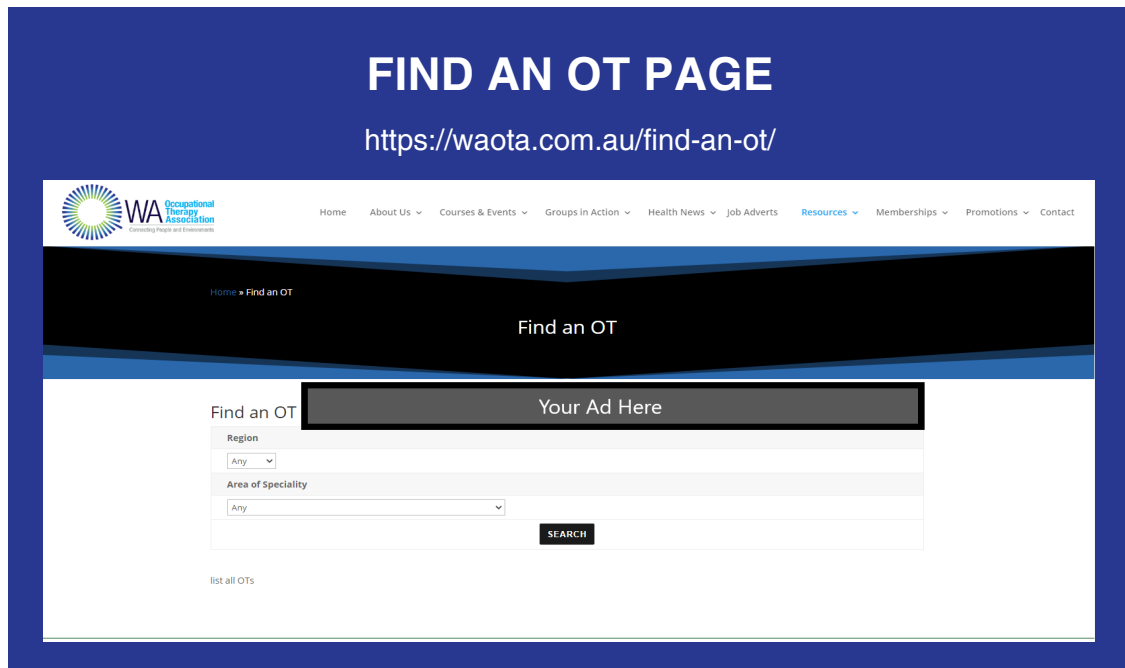 FIND AN OT PAGE
https://waota.com.au/find-an-ot/
WA Occupational
Therapy
Association
Connecting People and Environments
Home About Us Courses & Events Groups in Action Health News Job Adverts Resources Memberships Promotions Contact
Home » Find an OT
Find an OT
Your Ad Here
Find an OT
Region
Any
Area of Speciality
Any
SEARCH
list all OTs